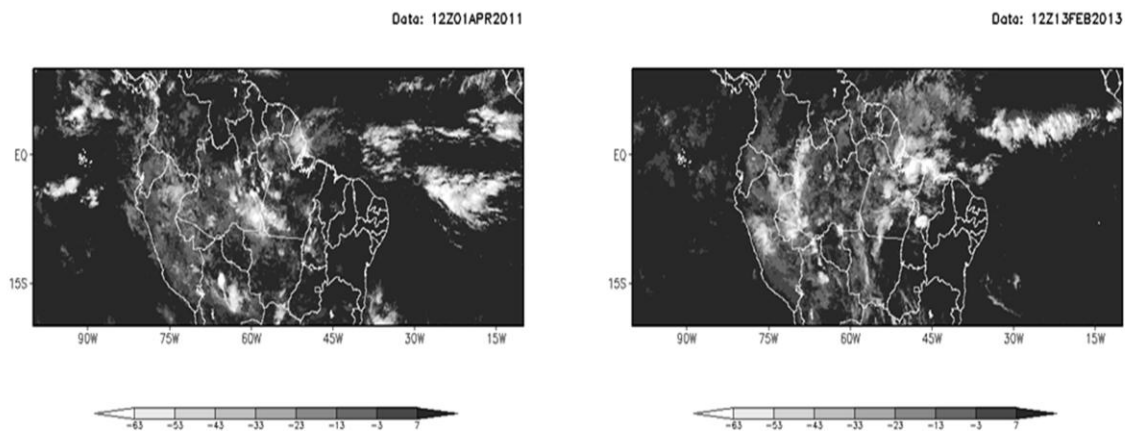 Data: 12Z01APR2011
Data: 12Z13FEB2013
EQ
15S
90W 75W 60W 45W 30W 15W
EQ
15S
90W 75W 60W 45W 30W 15W
-63 -53 -43 -33 -23 -13 -3 7
-63 -53 -43 -33 -23 -13 -3 7